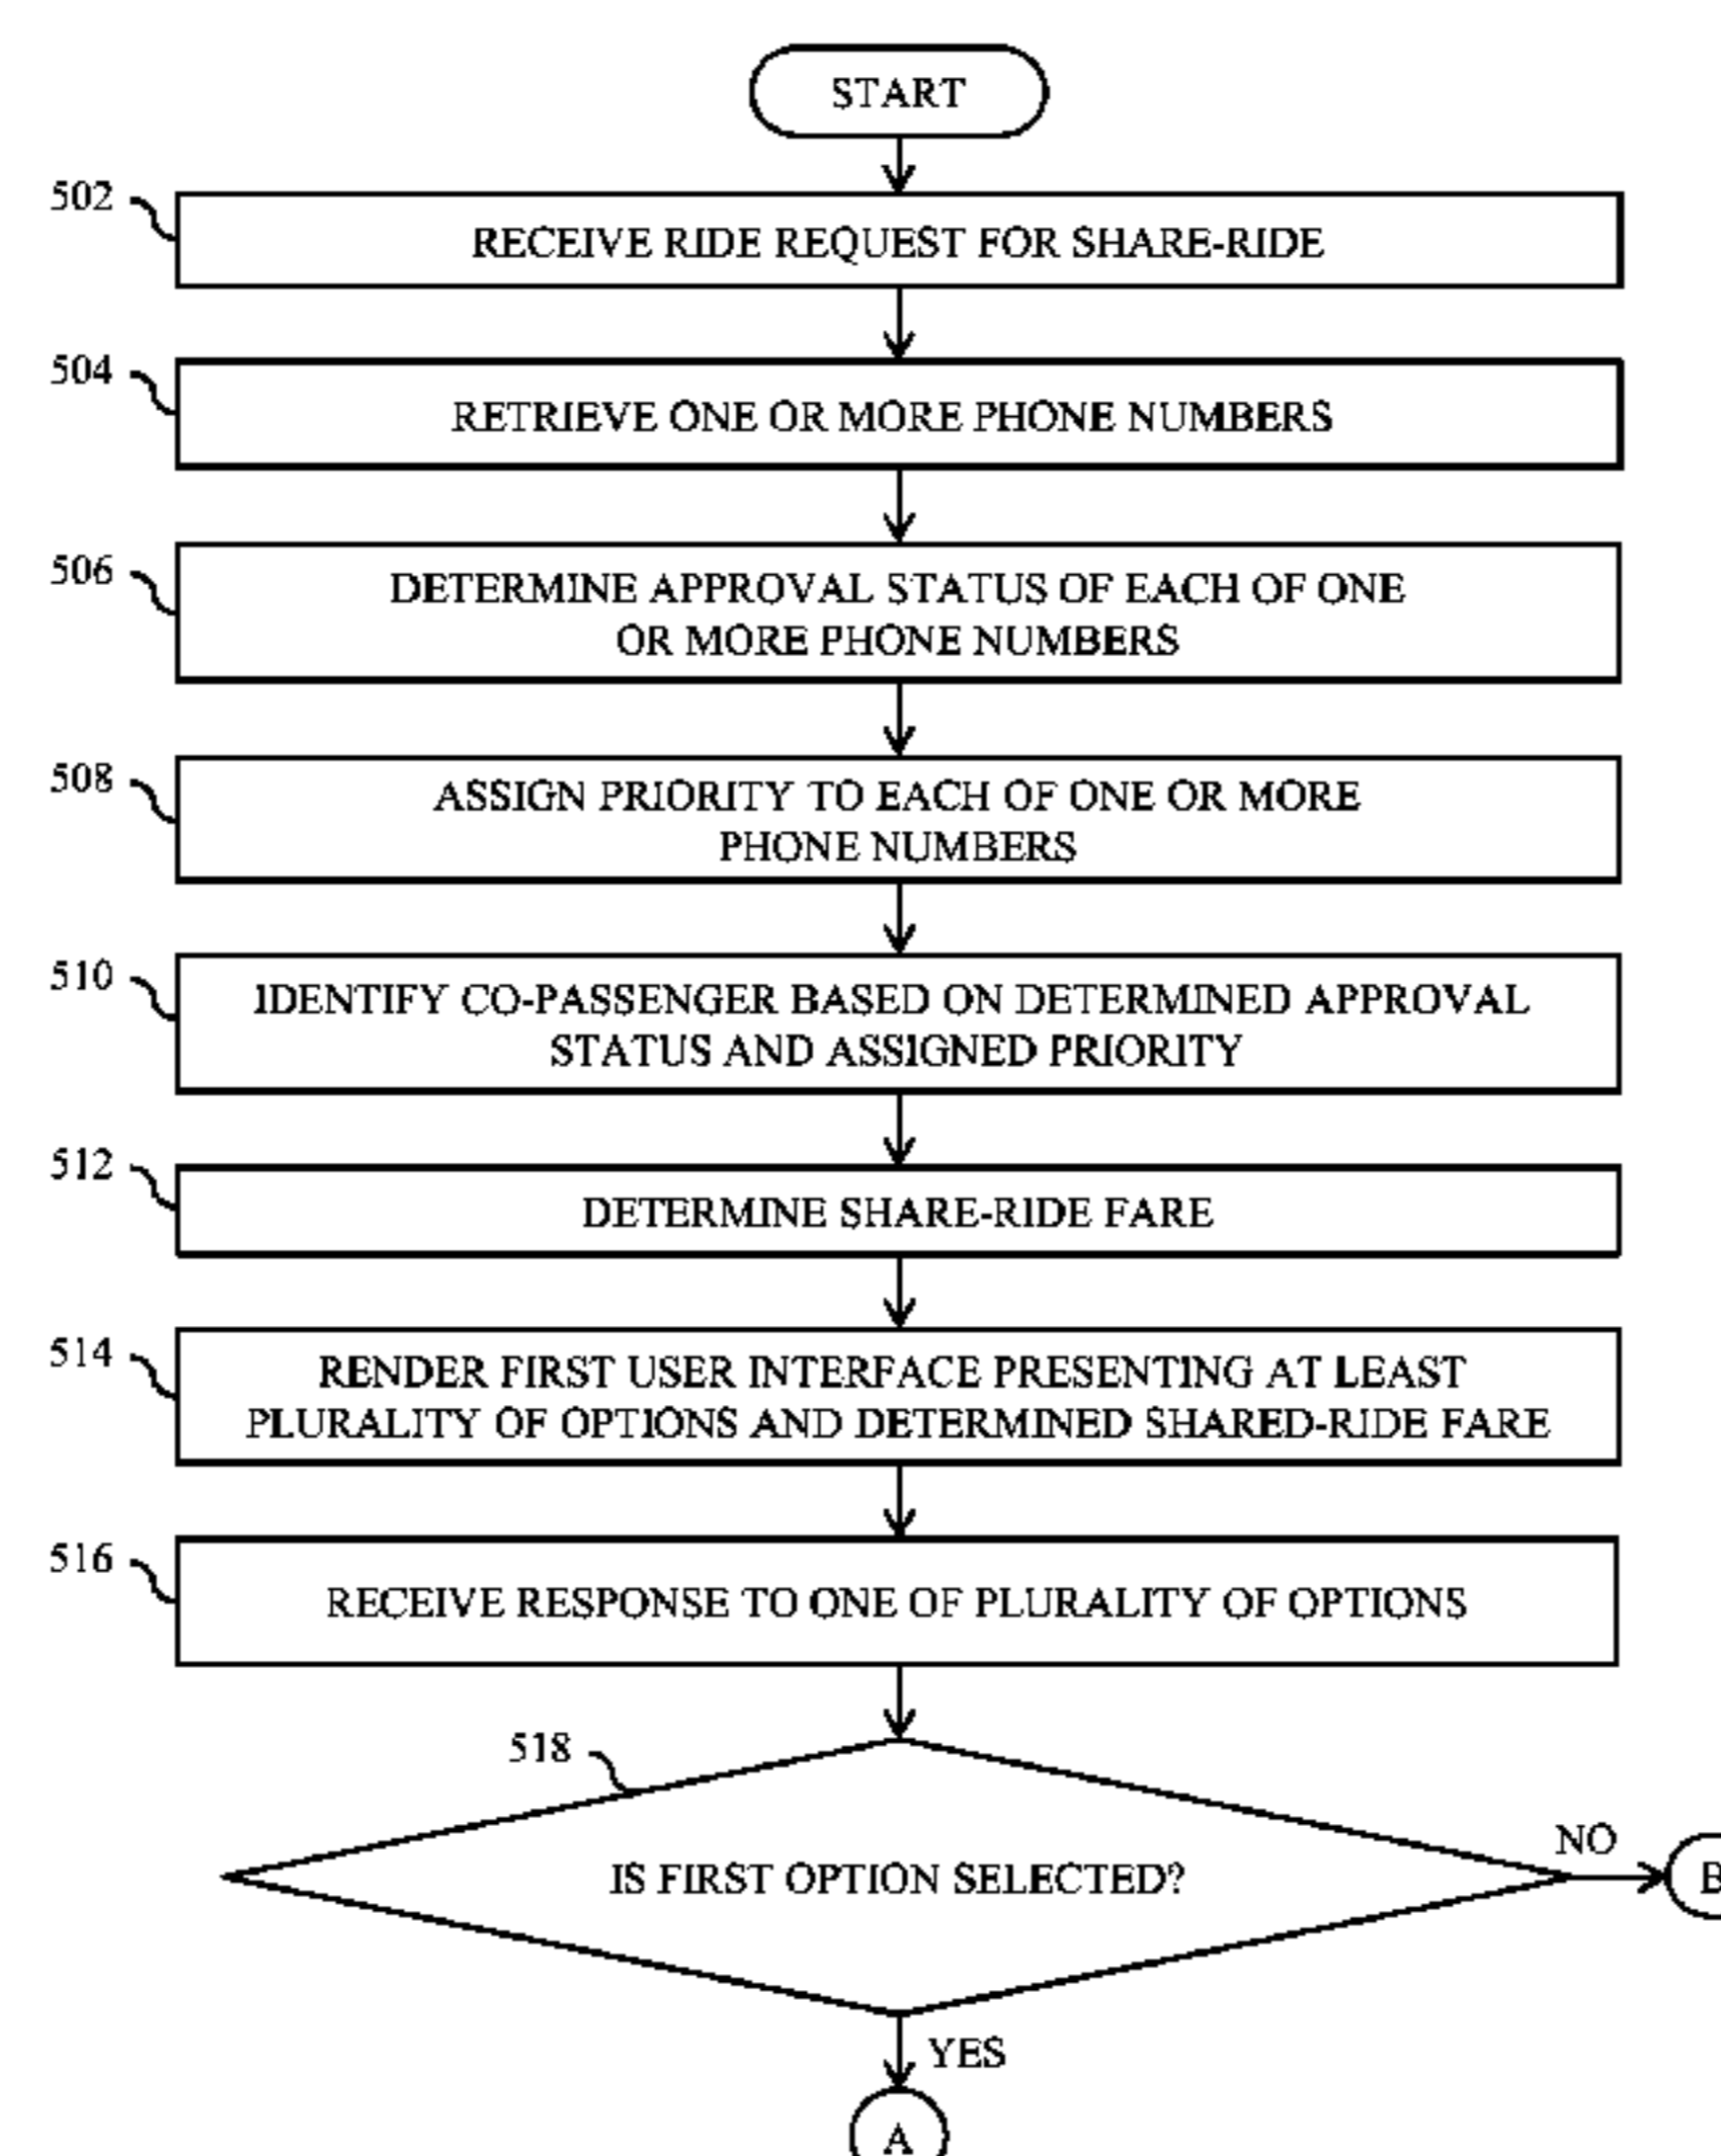 START
502
RECEIVE RIDE REQUEST FOR SHARE-RIDE
504
RETRIEVE ONE OR MORE PHONE NUMBERS
506
DETERMINE APPROVAL STATUS OF EACH OF ONE
OR MORE PHONE NUMBERS
508
ASSIGN PRIORITY TO EACH OF ONE OR MORE
PHONE NUMBERS
510
IDENTIFY CO-PASSENGER BASED ON DETERMINED APPROVAL
STATUS AND ASSIGNED PRIORITY
512
DETERMINE SHARE-RIDE FARE
514
RENDER FIRST USER INTERFACE PRESENTING AT LEAST
PLURALITY OF OPTIONS AND DETERMINED SHARED-RIDE FARE
516
RECEIVE RESPONSE TO ONE OF PLURALITY OF OPTIONS
518
IS FIRST OPTION SELECTED?
NO
B
YES
A